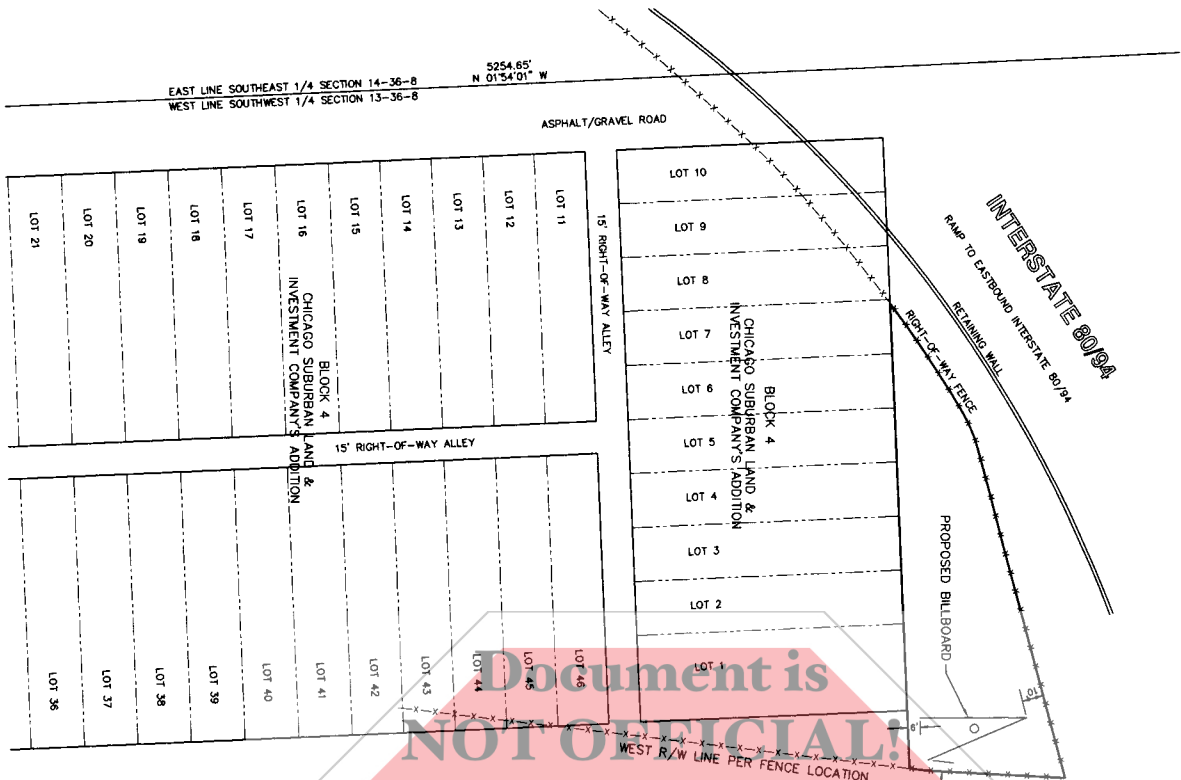 5254.65'
N 01°54'01" W
EAST LINE SOUTHEAST 1/4 SECTION 14-36-8
WEST LINE SOUTHWEST 1/4 SECTION 13-36-8
ASPHALT/GRAVEL ROAD
LOT 21
LOT 20
LOT 19
LOT 18
LOT 17
LOT 16
LOT 15
LOT 14
LOT 13
LOT 12
LOT 11
BLOCK 4
CHICAGO SUBURBAN LAND &
INVESTMENT COMPANY'S ADDITION
15' RIGHT-OF-WAY ALLEY
15' RIGHT-OF-WAY ALLEY
LOT 10
LOT 9
LOT 8
LOT 7
LOT 6
LOT 5
LOT 4
LOT 3
LOT 2
LOT 1
BLOCK 4
CHICAGO SUBURBAN LAND &
INVESTMENT COMPANY'S ADDITION
INTERSTATE 80/94
RAMP TO EASTBOUND INTERSTATE 80/94
RETAINING WALL
RIGHT-OF-WAY FENCE
PROPOSED BILLBOARD
10'
6'
LOT 36
LOT 37
LOT 38
LOT 39
LOT 40
LOT 41
LOT 42
LOT 43
LOT 44
LOT 45
LOT 46
WEST R/W LINE PER FENCE LOCATION
Document is
NOT OFFICIAL!